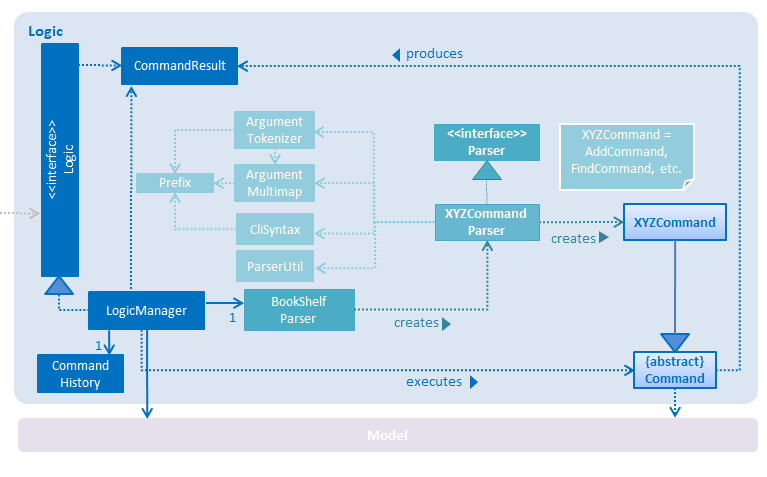 Logic
<<interface>>
Logic
CommandResult
produces
Argument
Tokenizer
<<interface>>
Parser
XYZCommand =
AddCommand,
FindCommand, etc.
Prefix
Argument
Multimap
CliSyntax
XYZCommand
Parser
XYZCommand
creates
ParserUtil
LogicManager
1
BookShelf
Parser
creates
1
Command
History
executes
{abstract}
Command
Model